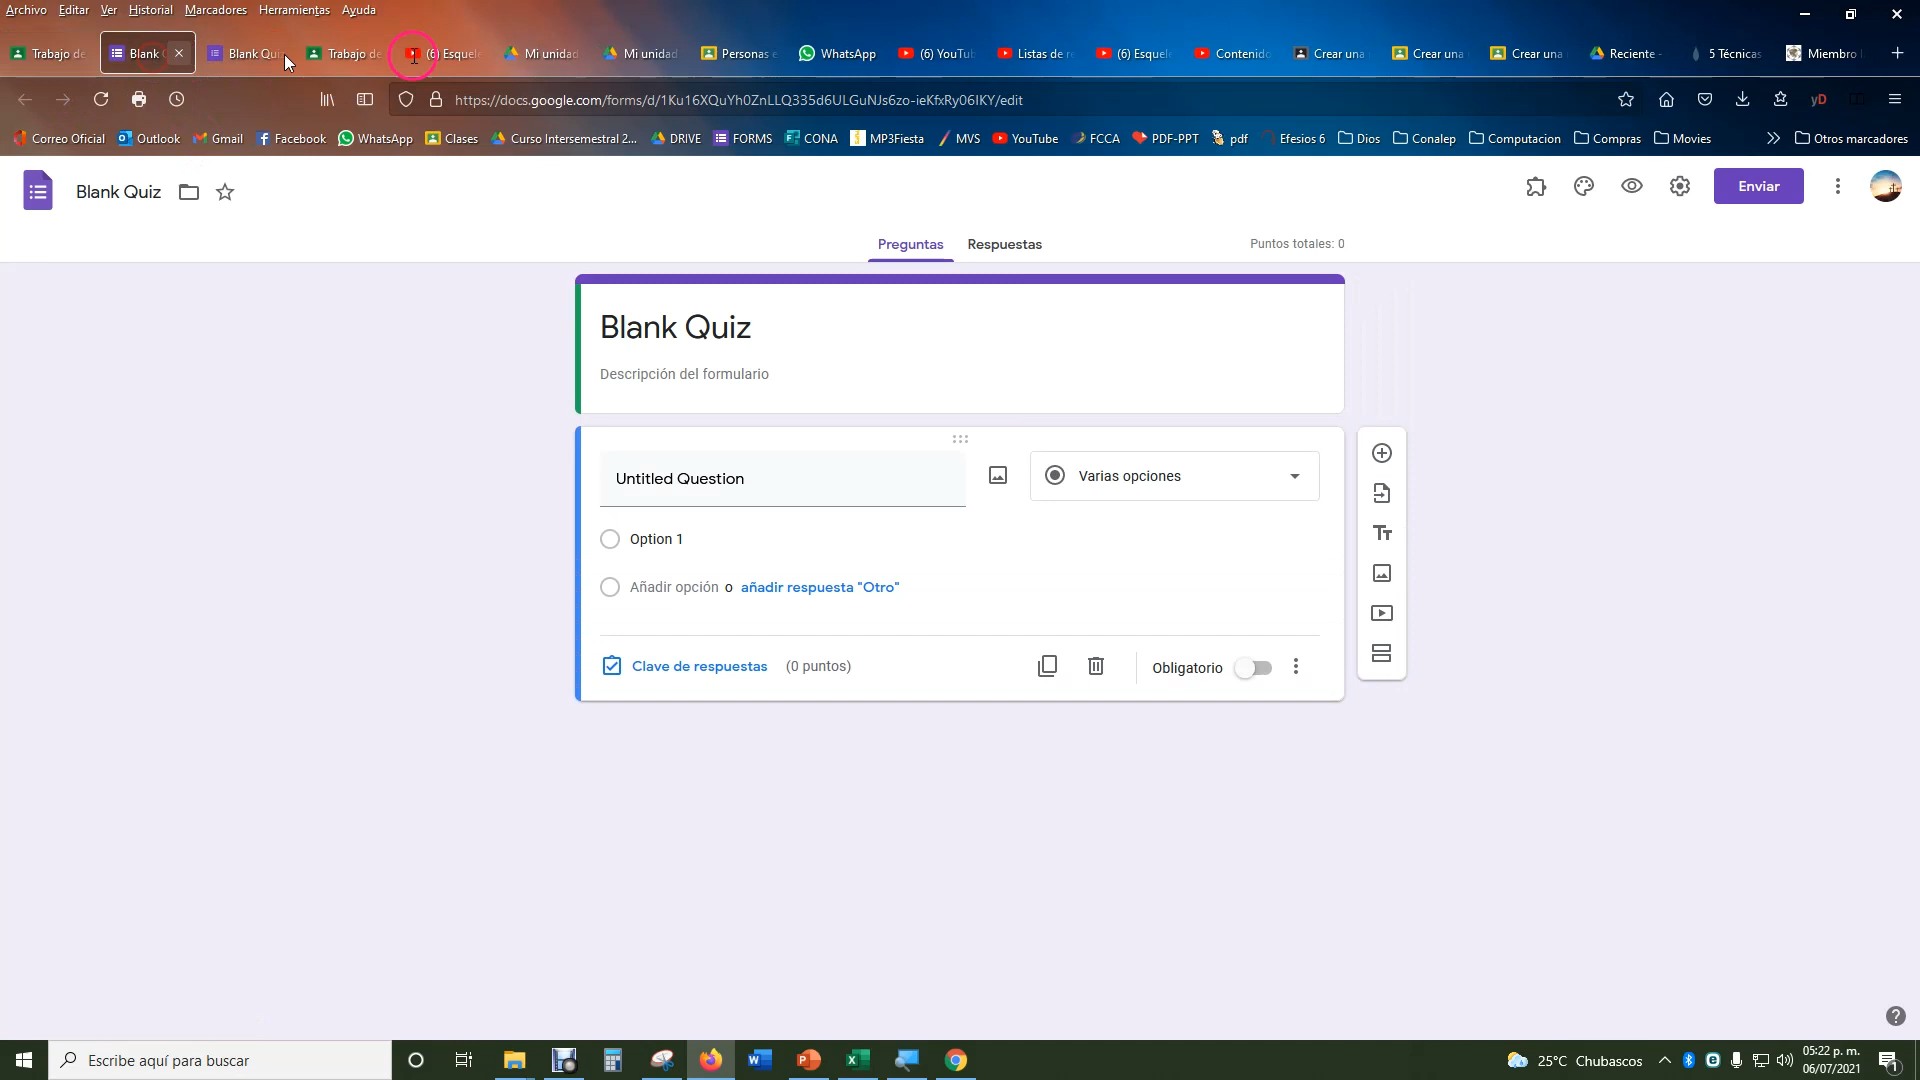 Archivo Editar Ver Historial Marcadores Herramientas Ayuda
Trabajo de Blank Blank Qui Trabajo de (6) Esquele Mi unidad Mi unidad Personas e WhatsApp (6) YouTu Listas de re (6) Esquele Contenido Crear una Crear una Crear una Reciente - 5 Técnicas Miembro
https://docs.google.com/forms/d/1Ku16XQuYh0ZnLLQ335d6ULGuNJs6zo-ieKfxRy06IKY/edit yD
Correo Oficial Outlook Gmail Facebook WhatsApp Clases Curso Intersemestral 2... DRIVE FORMS CONA MP3Fiesta MVS YouTube FCCA PDF-PPT pdf Efesios 6 Dios Conalep Computacion Compras Movies Otros marcadores
Blank Quiz Enviar
Preguntas Respuestas Puntos totales: 0
Blank Quiz
Descripción del formulario
Untitled Question Varias opciones
Option 1
Añadir opción o añadir respuesta "Otro"
Clave de respuestas (0 puntos) Obligatorio
Escribe aquí para buscar 25°C Chubascos 05:22 p. m.
06/07/2021